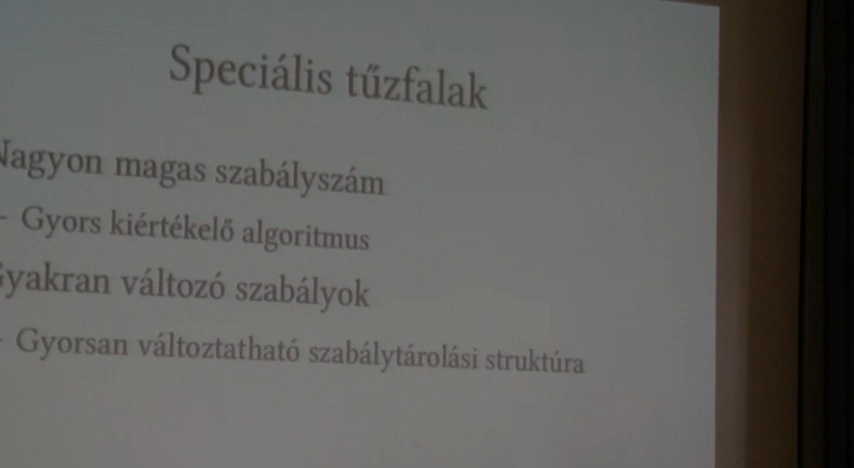 Speciális tűzfalak
Nagyon magas szabályszám
- Gyors kiértékelő algoritmus
Gyakran változó szabályok
- Gyorsan változtatható szabálytárolási struktúra